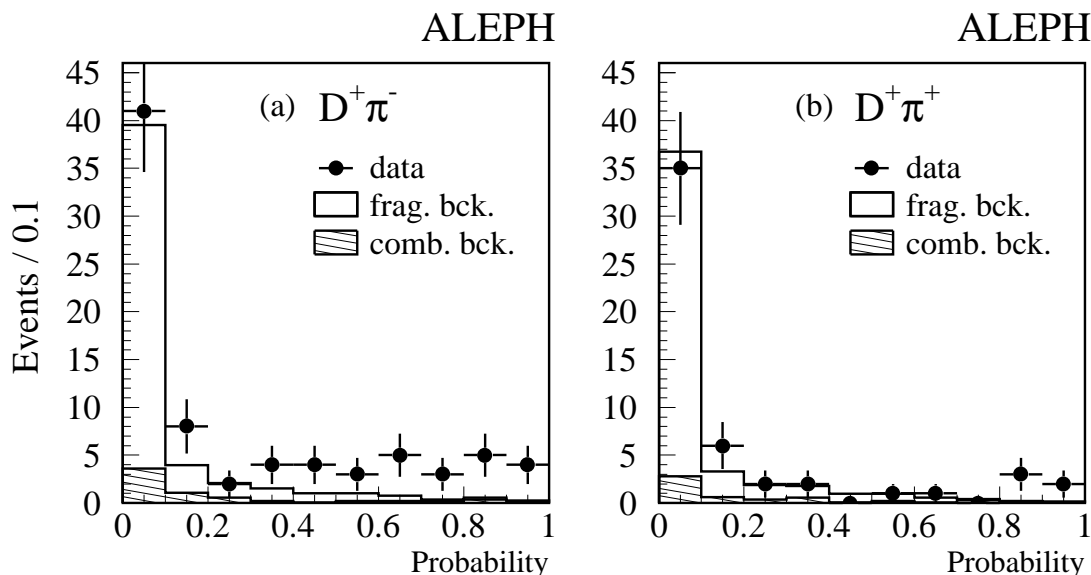 ALEPH
ALEPH
Events / 0.1
(a) D⁺π⁻
data
frag. bck.
comb. bck.
45
40
35
30
25
20
15
10
5
0
0 0.2 0.4 0.6 0.8 1
Probability
(b) D⁺π⁺
data
frag. bck.
comb. bck.
45
40
35
30
25
20
15
10
5
0
0 0.2 0.4 0.6 0.8 1
Probability